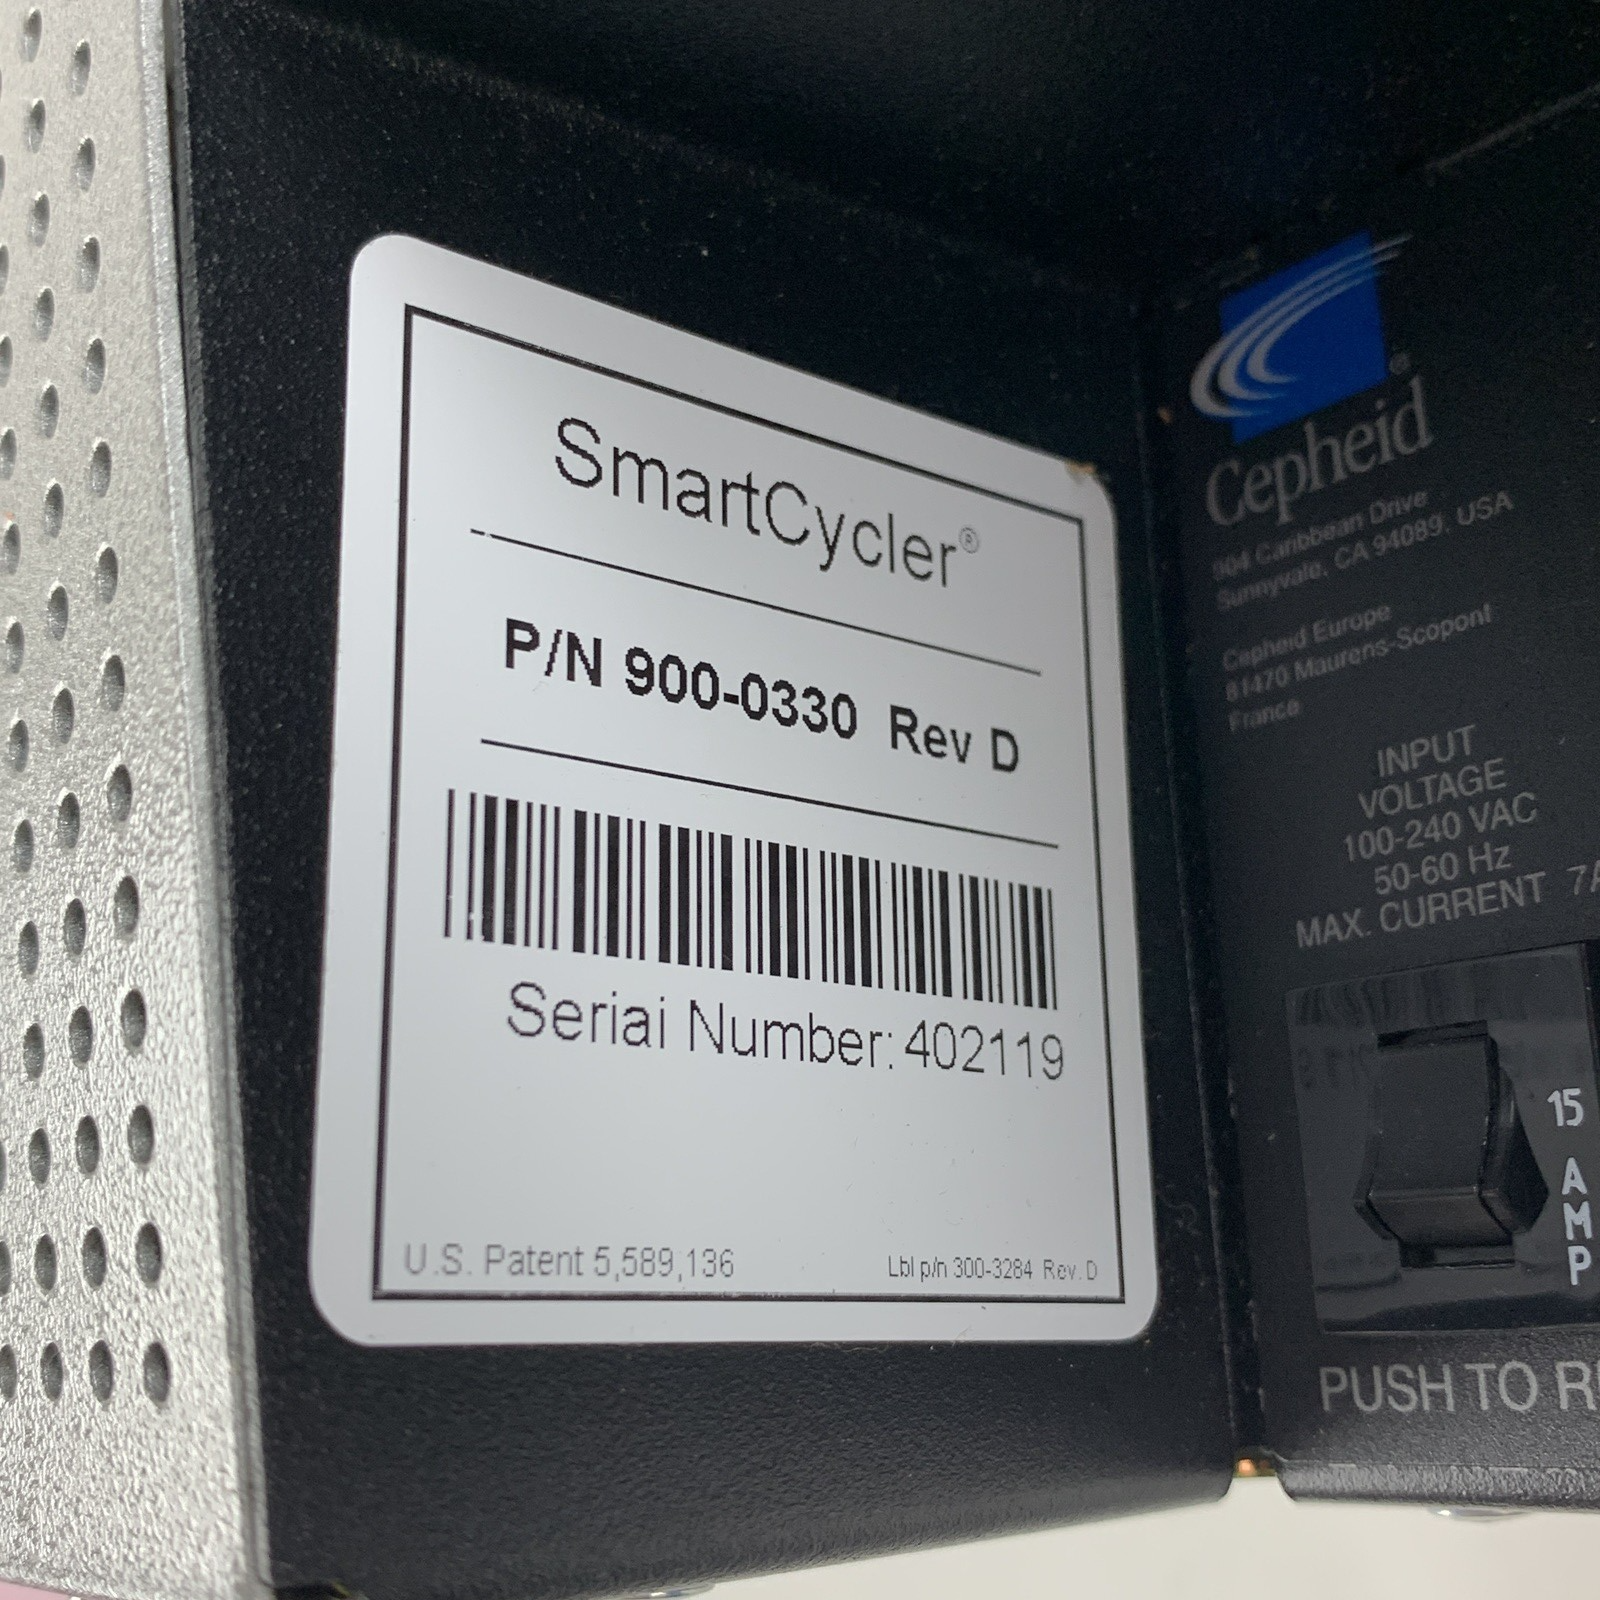 SmartCycler®
P/N 900-0330 Rev D
Seriai Number: 402119
U.S. Patent 5,589,136
Lbl p/n 300-3284 Rev. D
Cepheid®
904 Caribbean Drive
Sunnyvale, CA 94089, USA
Cepheid Europe
81470 Maurens-Scopont
France
INPUT
VOLTAGE
100-240 VAC
50-60 Hz
MAX. CURRENT 7A
15
AMP
PUSH TO